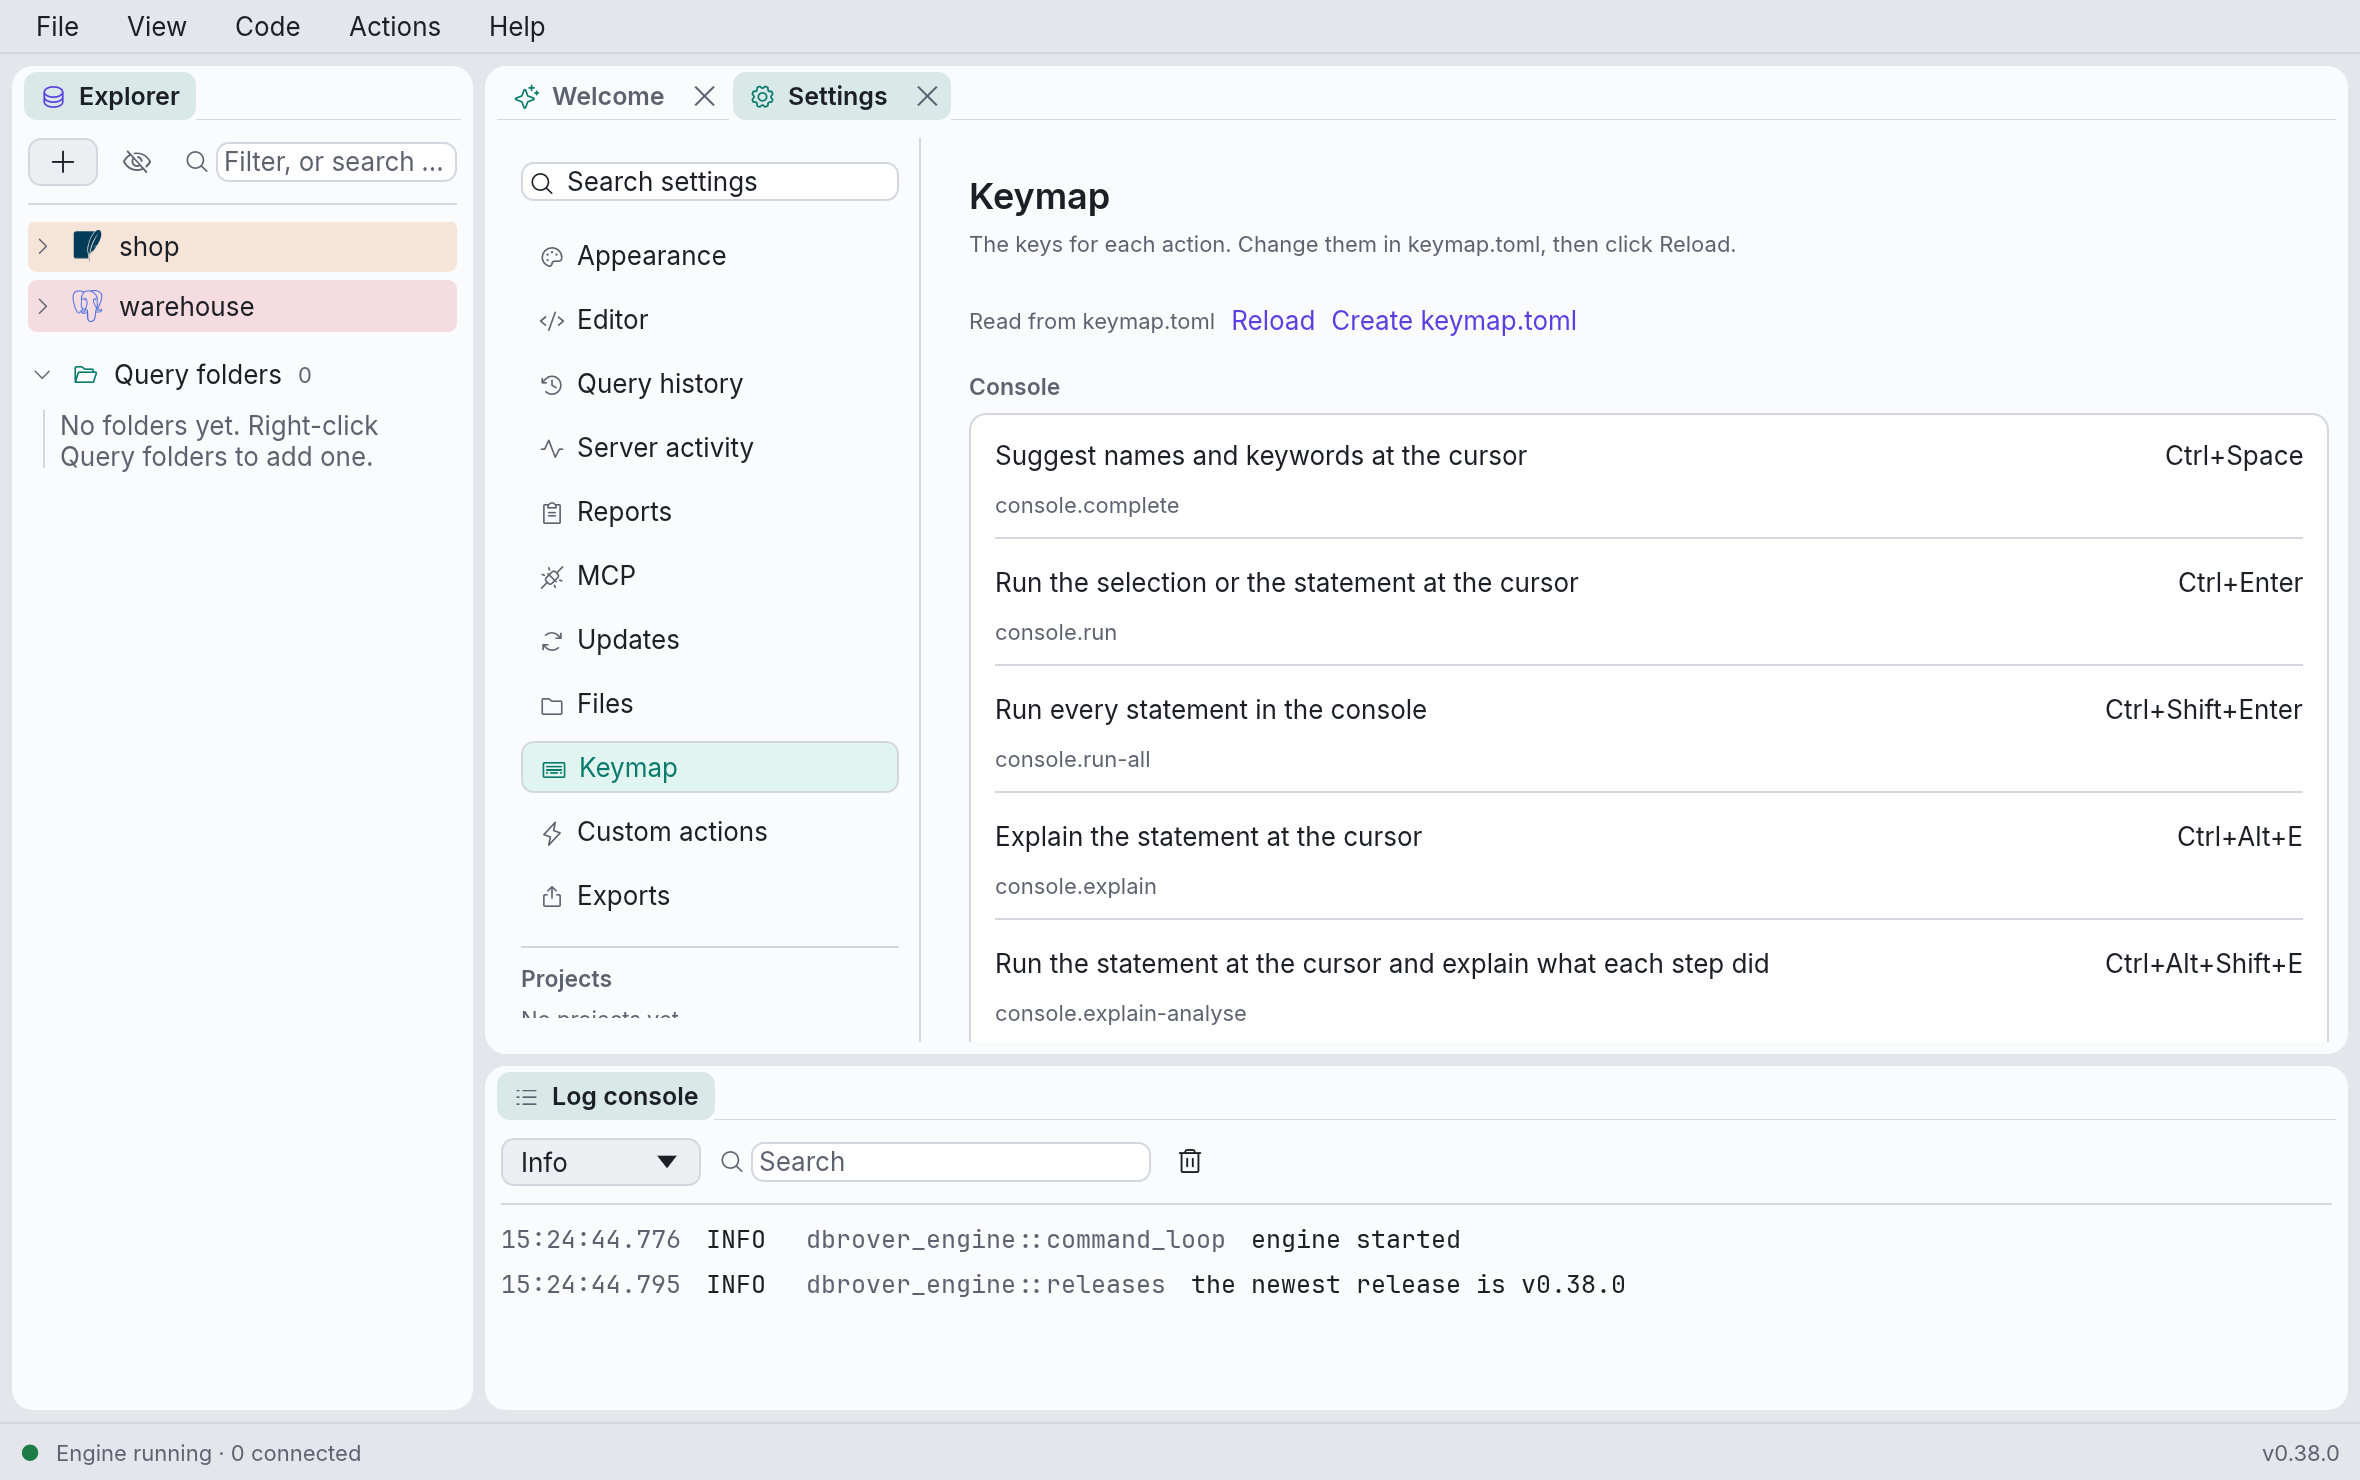 File View Code Actions Help
Explorer
Filter, or search ...
shop
warehouse
Query folders 0
No folders yet. Right-click
Query folders to add one.
Welcome
Settings
Search settings
Appearance
Editor
Query history
Server activity
Reports
MCP
Updates
Files
Keymap
Custom actions
Exports
Projects
No projects yet
Keymap
The keys for each action. Change them in keymap.toml, then click Reload.
Read from keymap.toml Reload Create keymap.toml
Console
Suggest names and keywords at the cursor Ctrl+Space
console.complete
Run the selection or the statement at the cursor Ctrl+Enter
console.run
Run every statement in the console Ctrl+Shift+Enter
console.run-all
Explain the statement at the cursor Ctrl+Alt+E
console.explain
Run the statement at the cursor and explain what each step did Ctrl+Alt+Shift+E
console.explain-analyse
Log console
Info
Search
15:24:44.776 INFO dbrover_engine::command_loop engine started
15:24:44.795 INFO dbrover_engine::releases the newest release is v0.38.0
Engine running · 0 connected
v0.38.0